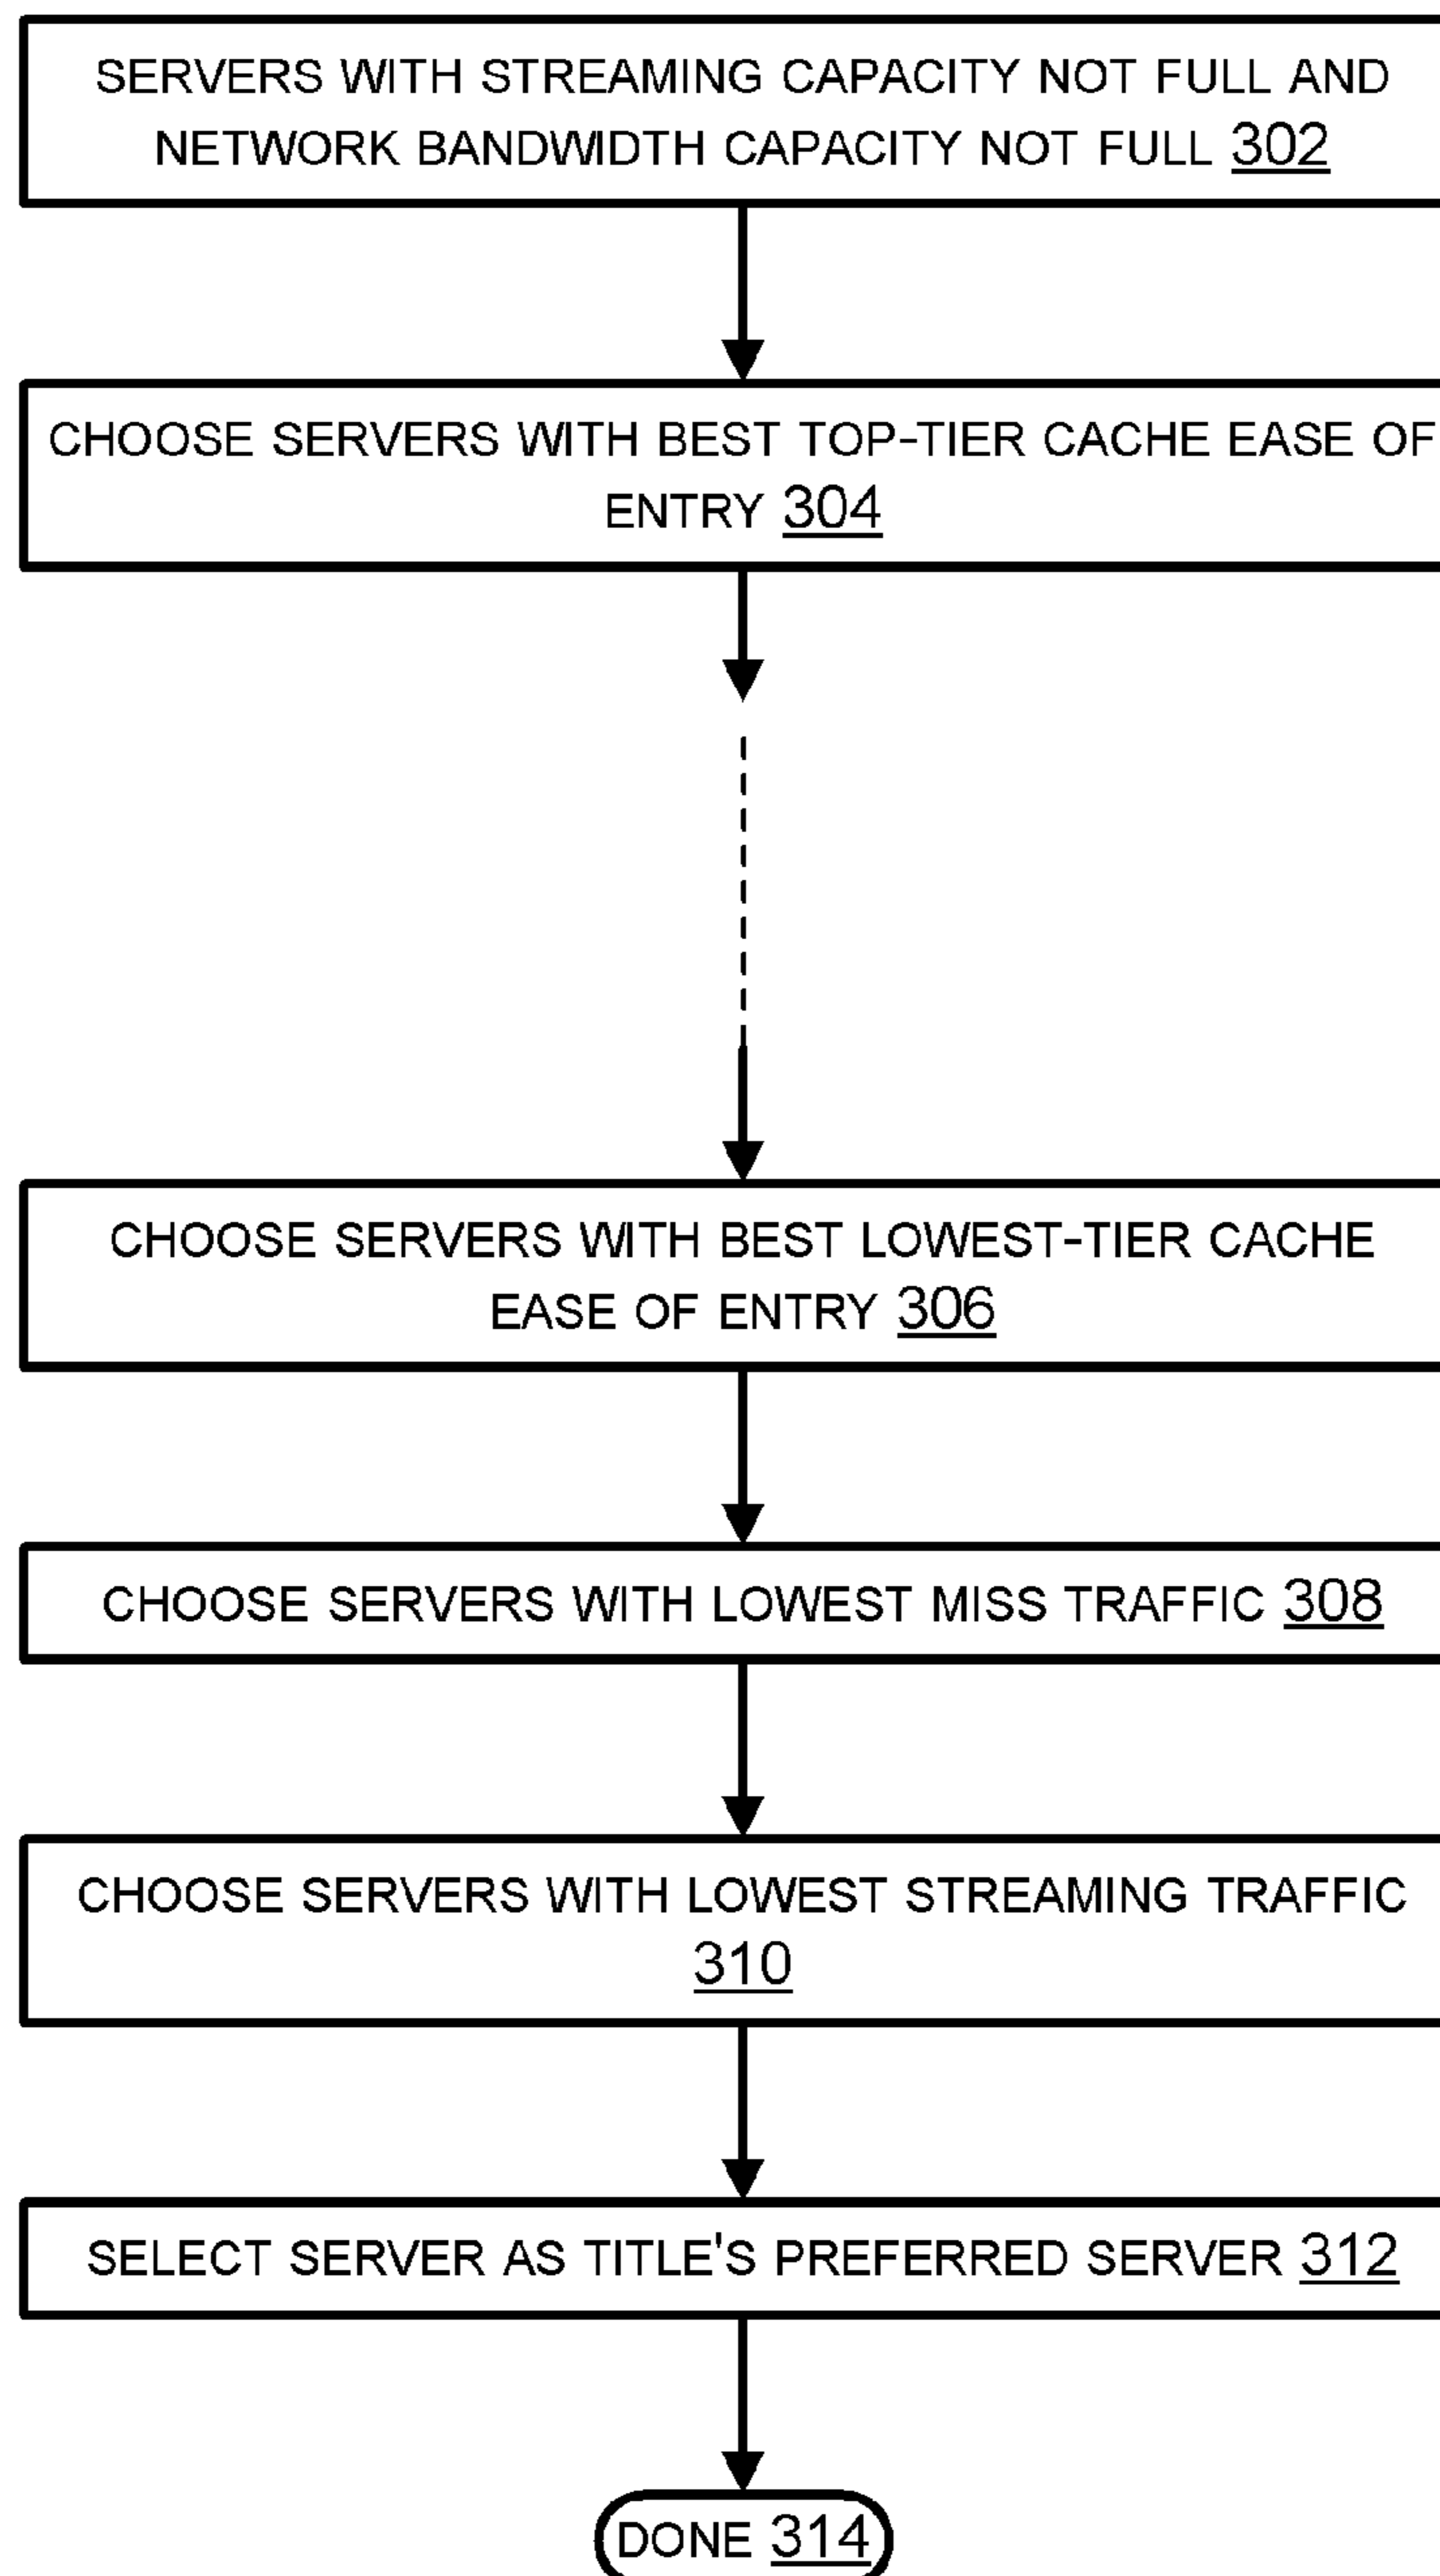 SERVERS WITH STREAMING CAPACITY NOT FULL AND
NETWORK BANDWIDTH CAPACITY NOT FULL 302
CHOOSE SERVERS WITH BEST TOP-TIER CACHE EASE OF
ENTRY 304
CHOOSE SERVERS WITH BEST LOWEST-TIER CACHE
EASE OF ENTRY 306
CHOOSE SERVERS WITH LOWEST MISS TRAFFIC 308
CHOOSE SERVERS WITH LOWEST STREAMING TRAFFIC
310
SELECT SERVER AS TITLE'S PREFERRED SERVER 312
DONE 314